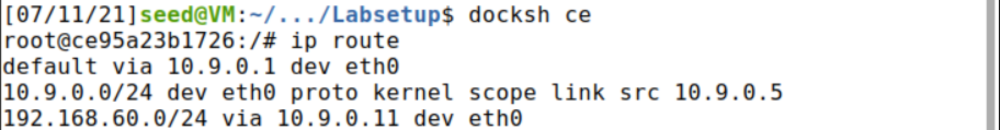 [07/11/21]seed@VM:~/.../Labsetup$ docksh ce
root@ce95a23b1726:/# ip route
default via 10.9.0.1 dev eth0
10.9.0.0/24 dev eth0 proto kernel scope link src 10.9.0.5
192.168.60.0/24 via 10.9.0.11 dev eth0